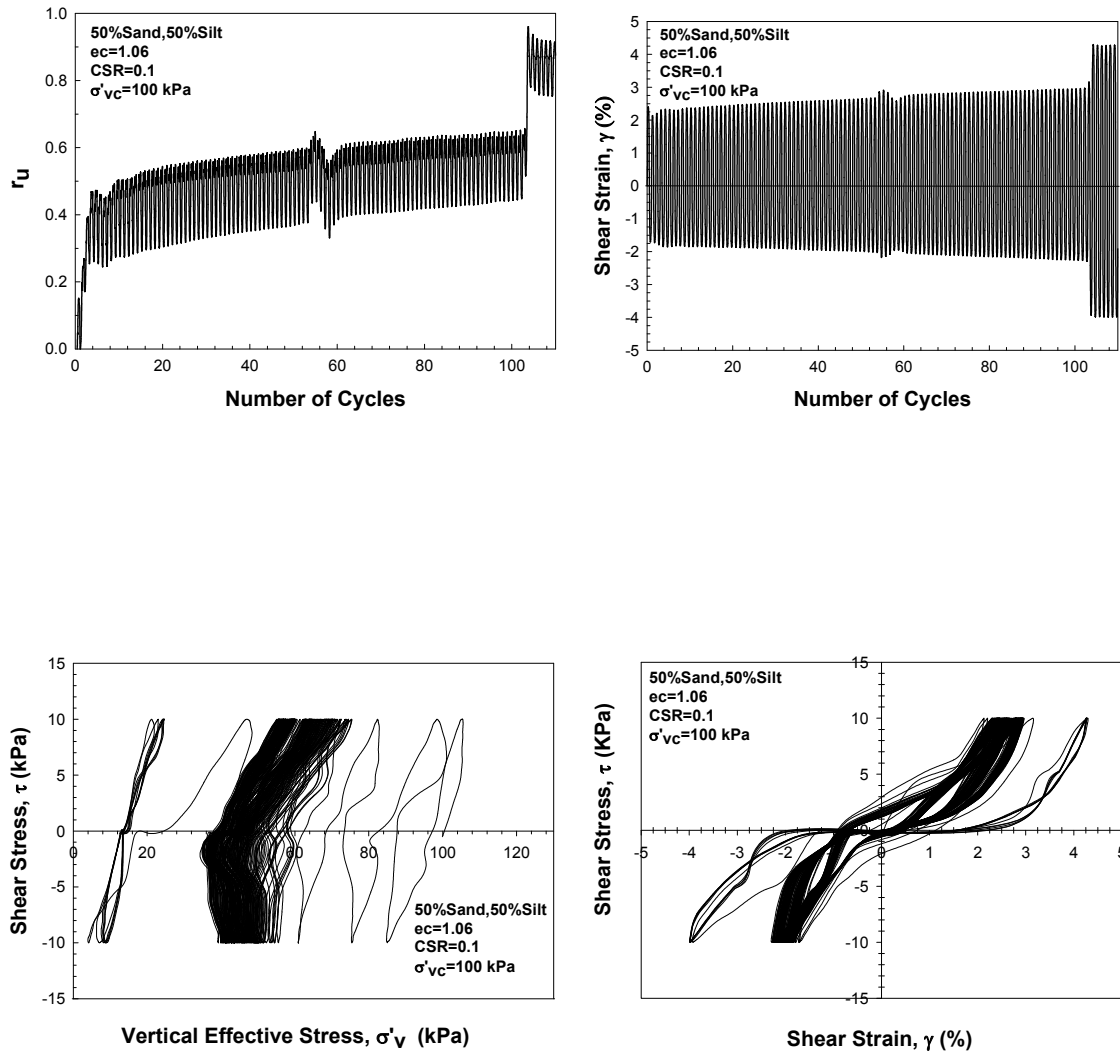 1.0
0.8
0.6
0.4
0.2
0.0
r_u
50%Sand,50%Silt
ec=1.06
CSR=0.1
σ'vc=100 kPa
0 20 40 60 80 100
Number of Cycles
5
4
3
2
1
0
-1
-2
-3
-4
-5
Shear Strain, γ (%)
50%Sand,50%Silt
ec=1.06
CSR=0.1
σ'vc=100 kPa
0 20 40 60 80 100
Number of Cycles
15
10
5
0
-5
-10
-15
Shear Stress, τ (kPa)
0 20 40 60 80 100 120
50%Sand,50%Silt
ec=1.06
CSR=0.1
σ'vc=100 kPa
Vertical Effective Stress, σ'v (kPa)
15
10
5
0
-5
-10
-15
Shear Stress, τ (KPa)
50%Sand,50%Silt
ec=1.06
CSR=0.1
σ'vc=100 kPa
-5 -4 -3 -2 -1 0 1 2 3 4 5
Shear Strain, γ (%)